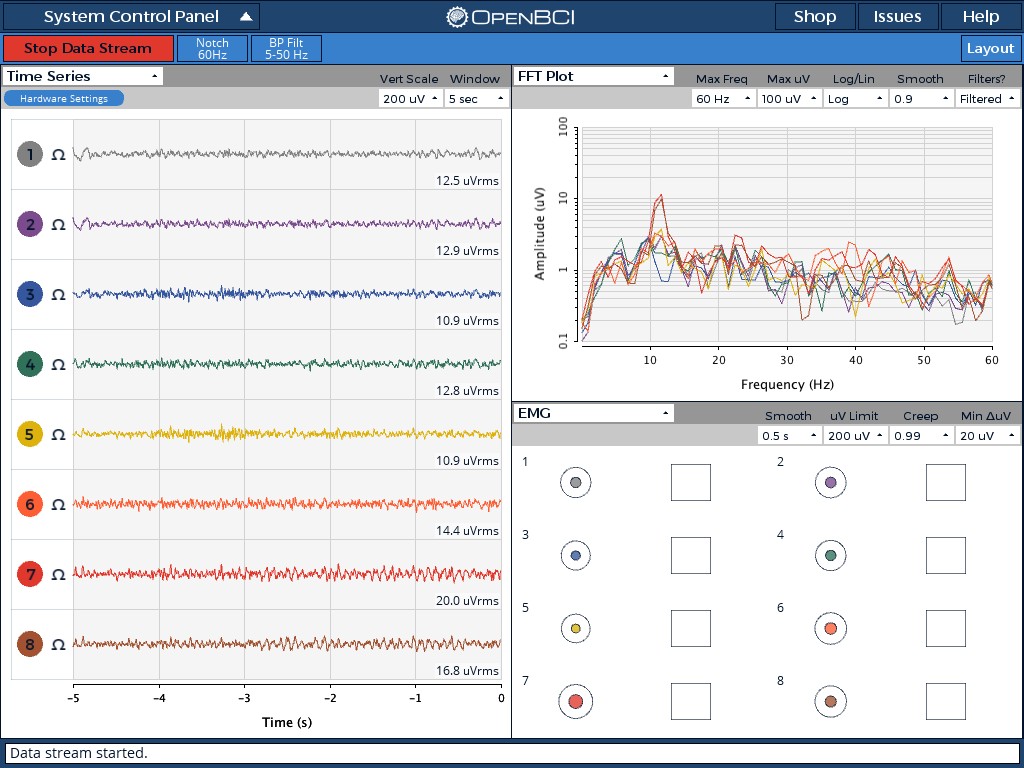 System Control Panel
OpenBCI
Shop Issues Help
Stop Data Stream
Notch
60Hz
BP Filt
5-50 Hz
Layout
Time Series
Vert Scale Window
Hardware Settings
200 uV 5 sec
1 Ω
12.5 uVrms
2 Ω
12.9 uVrms
3 Ω
10.9 uVrms
4 Ω
12.8 uVrms
5 Ω
10.9 uVrms
6 Ω
14.4 uVrms
7 Ω
20.0 uVrms
8 Ω
16.8 uVrms
-5 -4 -3 -2 -1 0
Time (s)
FFT Plot
Max Freq Max uV Log/Lin Smooth Filters?
60 Hz 100 uV Log 0.9 Filtered
Amplitude (uV)
100
10
1
0.1
10 20 30 40 50 60
Frequency (Hz)
EMG
Smooth uV Limit Creep Min ΔuV
0.5 s 200 uV 0.99 20 uV
1 2
3 4
5 6
7 8
Data stream started.